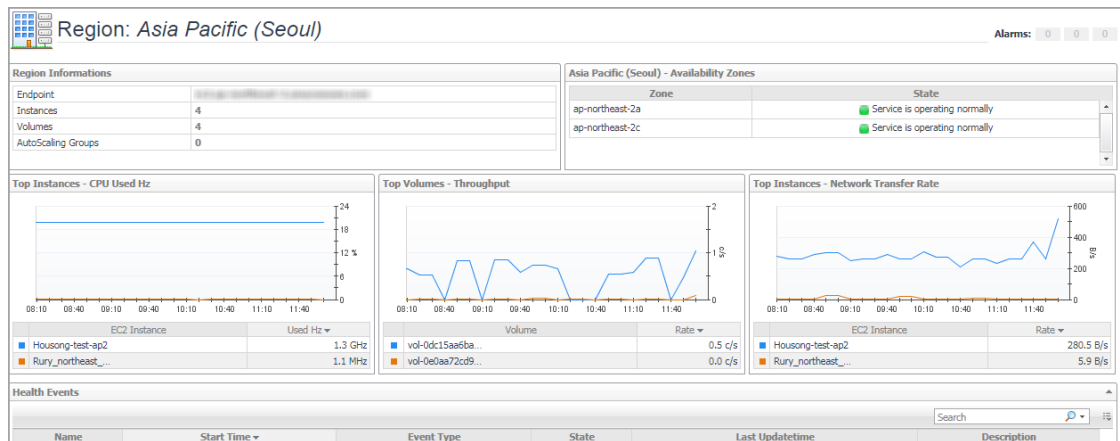 Region: Asia Pacific (Seoul)
Alarms: 0 0 0
Region Informations
Endpoint
Instances 4
Volumes 4
AutoScaling Groups 0
Asia Pacific (Seoul) - Availability Zones
Zone State
ap-northeast-2a Service is operating normally
ap-northeast-2c Service is operating normally
Top Instances - CPU Used Hz
24
18
12 %
6
0
08:10 08:40 09:10 09:40 10:10 10:40 11:10 11:40
EC2 Instance Used Hz
Housong-test-ap2 1.3 GHz
Rury_northeast_... 1.1 MHz
Top Volumes - Throughput
2
1 c/s
0
08:10 08:40 09:10 09:40 10:10 10:40 11:10 11:40
Volume Rate
vol-0dc15aa6ba... 0.5 c/s
vol-0e0aa72cd9... 0.0 c/s
Top Instances - Network Transfer Rate
600
400
B/s
200
0
08:10 08:40 09:10 09:40 10:10 10:40 11:10 11:40
EC2 Instance Rate
Housong-test-ap2 280.5 B/s
Rury_northeast_... 5.9 B/s
Health Events
Search
Name Start Time Event Type State Last Updatetime Description